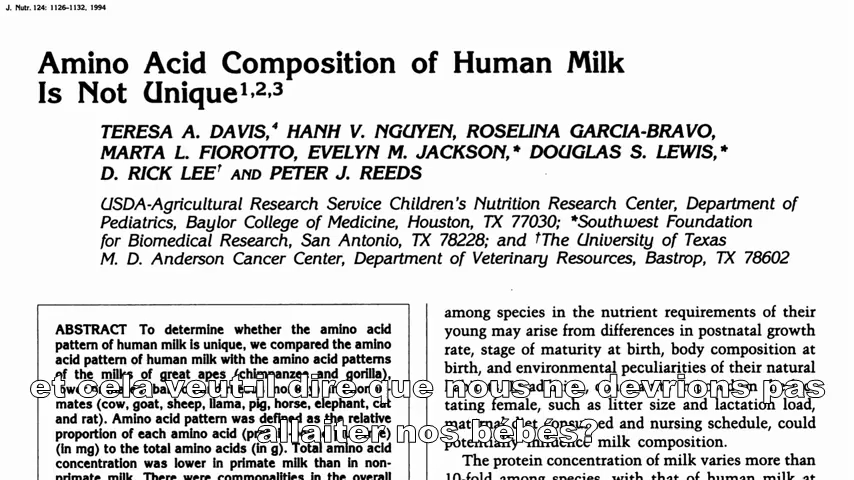 J. Nutr. 124: 1126–1132, 1994
Amino Acid Composition of Human Milk
Is Not Unique1,2,3
TERESA A. DAVIS,4 HANH V. NGUYEN, ROSELINA GARCIA-BRAVO,
MARTA L. FIOROTTO, EVELYN M. JACKSON,* DOUGLAS S. LEWIS,*
D. RICK LEE† AND PETER J. REEDS
USDA-Agricultural Research Service Children's Nutrition Research Center, Department of
Pediatrics, Baylor College of Medicine, Houston, TX 77030; *Southwest Foundation
for Biomedical Research, San Antonio, TX 78228; and †The University of Texas
M. D. Anderson Cancer Center, Department of Veterinary Resources, Bastrop, TX 78602
ABSTRACT To determine whether the amino acid
pattern of human milk is unique, we compared the
amino acid pattern of human milk with the amino acid patterns
of the milks of great apes (chimpanzee and gorilla),
mates (cow, goat, sheep, llama, pig, horse, elephant, cat
and rat). Amino acid pattern was defined as the relative
proportion of each amino acid
(in mg) to the total amino acids (in g). Total amino acid
concentration was lower in primate milk than in non-
primate milk. There were commonalities in the overall
among species in the nutrient requirements of their
young may arise from differences in postnatal growth
rate, stage of maturity at birth, body composition at
birth, and environmental peculiarities of their natural
tating female, such as litter size and lactation load,
and nursing schedule, could
potentially influence milk composition.
The protein concentration of milk varies more than
10-fold among species, with that of human milk at
et cela veut-il dire que nous ne devrions pas
allaiter nos bébés?